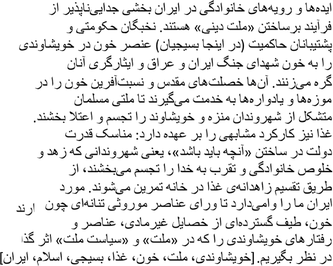 ایده‌ها و رویه‌های خانوادگی در ایران بخشی جدایی‌ناپذیر از
فرآیند برساختن «ملت دینی» هستند. نخبگان حکومتی و
پشتیبانان حاکمیت (در اینجا بسیجیان) عنصر خون در خویشاوندی
را به خون شهدای جنگ ایران و عراق و ایثارگری آنان
گره می‌زنند. آن‌ها خصلت‌های مقدس و نسبت‌آفرین خون را در
موزه‌ها و یادواره‌ها به خدمت می‌گیرند تا ملتی مسلمان
متشکل از شهروندان منزه و خویشاوند را تجسم و اعتلا بخشند.
غذا نیز کارکرد مشابهی را بر عهده دارد: مناسک قدرت
دولت در ساختن «آنچه باید باشد»، یعنی شهروندانی که زهد و
خلوص خانوادگی و تقرب به خدا را تجسم می‌بخشند، از
طریق تقسیم زاهدانه‌ی غذا در خانه تمرین می‌شوند. مورد
ایران ما را وامی‌دارد تا ورای عناصر موروثی تنانه‌ای چون
خون، طیف گسترده‌ای از خصایل غیرمادی، عناصر و
رفتارهای خویشاوندی را که در «ملت» و «سیاست ملت» اثر گذا
ارند
در نظر بگیریم. [خویشاوندی، ملت، خون، غذا، بسیجی، اسلام، ایران]